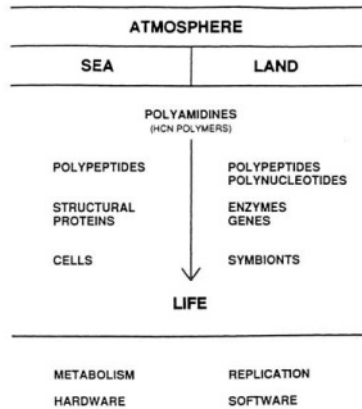 ATMOSPHERE
SEA LAND
POLYAMIDINES
(HCN POLYMERS)
POLYPEPTIDES POLYPEPTIDES
POLYNUCLEOTIDES
STRUCTURAL ENZYMES
PROTEINS GENES
CELLS SYMBIONTS
LIFE
METABOLISM REPLICATION
HARDWARE SOFTWARE